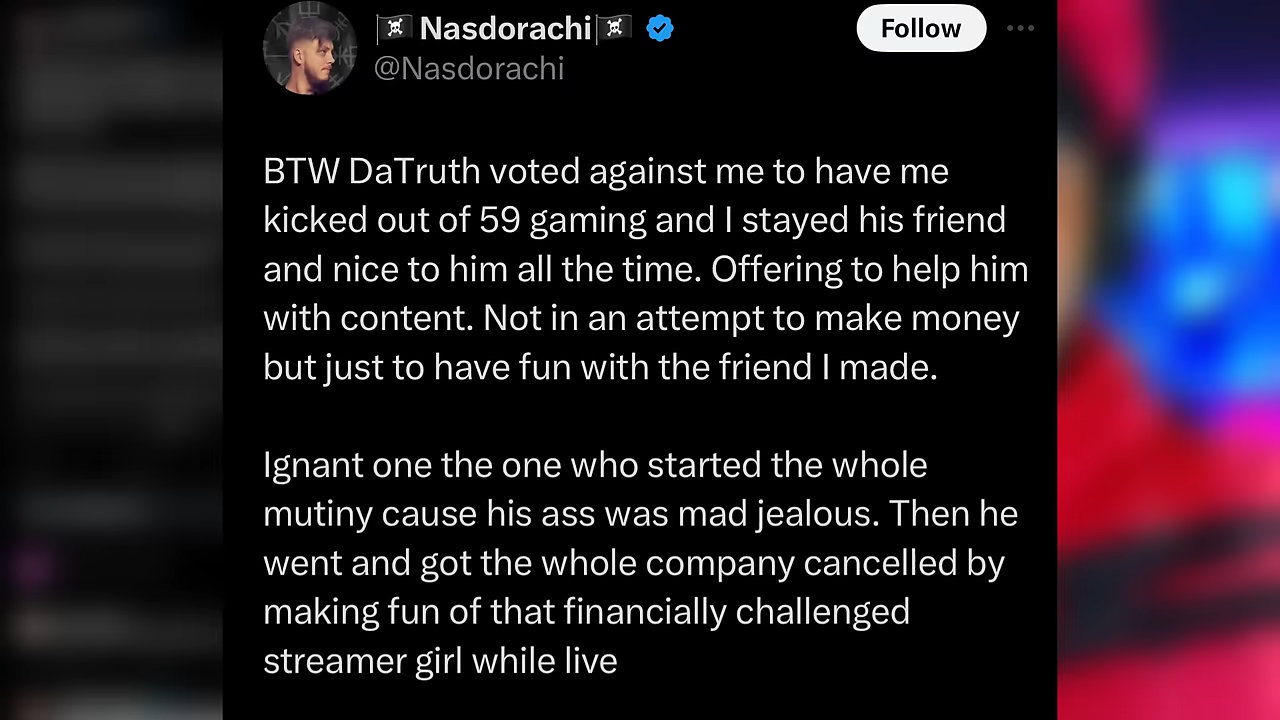 🏴‍☠️ Nasdorachi 🏴‍☠️
Follow
@Nasdorachi
BTW DaTruth voted against me to have me
kicked out of 59 gaming and I stayed his friend
and nice to him all the time. Offering to help him
with content. Not in an attempt to make money
but just to have fun with the friend I made.
Ignant one the one who started the whole
mutiny cause his ass was mad jealous. Then he
went and got the whole company cancelled by
making fun of that financially challenged
streamer girl while live